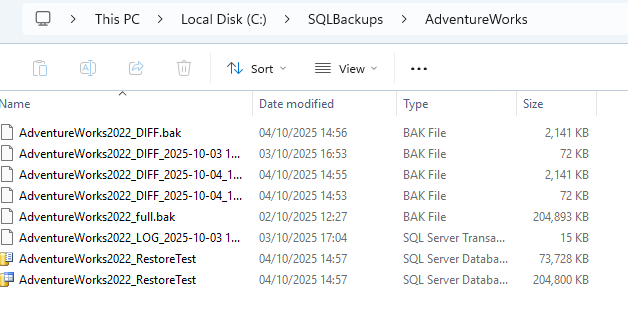 This PC > Local Disk (C:) > SQLBackups > AdventureWorks
Sort View ...
Name Date modified Type Size
AdventureWorks2022_DIFF.bak 04/10/2025 14:56 BAK File 2,141 KB
AdventureWorks2022_DIFF_2025-10-03 1... 03/10/2025 16:53 BAK File 72 KB
AdventureWorks2022_DIFF_2025-10-04_1... 04/10/2025 14:55 BAK File 2,141 KB
AdventureWorks2022_DIFF_2025-10-04_1... 04/10/2025 14:53 BAK File 72 KB
AdventureWorks2022_full.bak 02/10/2025 12:27 BAK File 204,893 KB
AdventureWorks2022_LOG_2025-10-03 1... 03/10/2025 17:04 SQL Server Transa... 15 KB
AdventureWorks2022_RestoreTest 04/10/2025 14:57 SQL Server Databa... 73,728 KB
AdventureWorks2022_RestoreTest 04/10/2025 14:57 SQL Server Databa... 204,800 KB